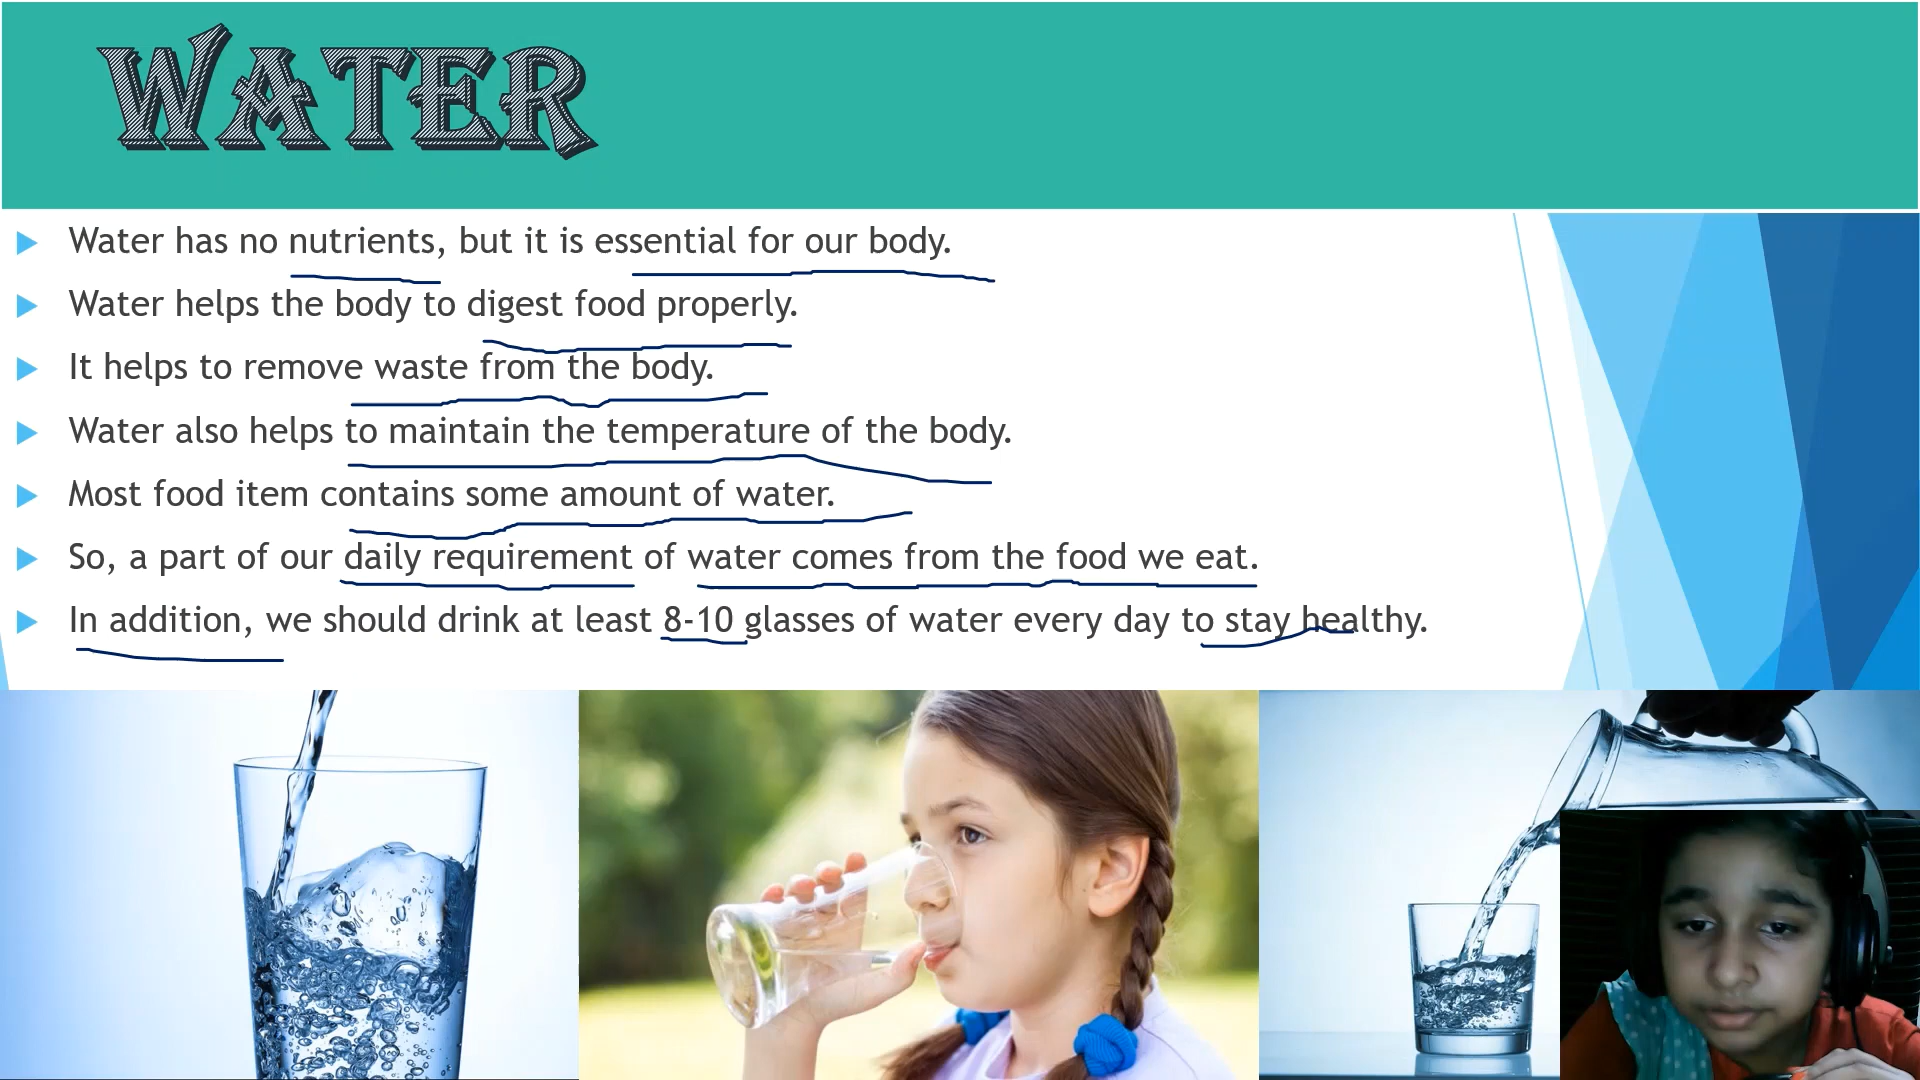 WATER
Water has no nutrients, but it is essential for our body.
Water helps the body to digest food properly.
It helps to remove waste from the body.
Water also helps to maintain the temperature of the body.
Most food item contains some amount of water.
So, a part of our daily requirement of water comes from the food we eat.
In addition, we should drink at least 8-10 glasses of water every day to stay healthy.